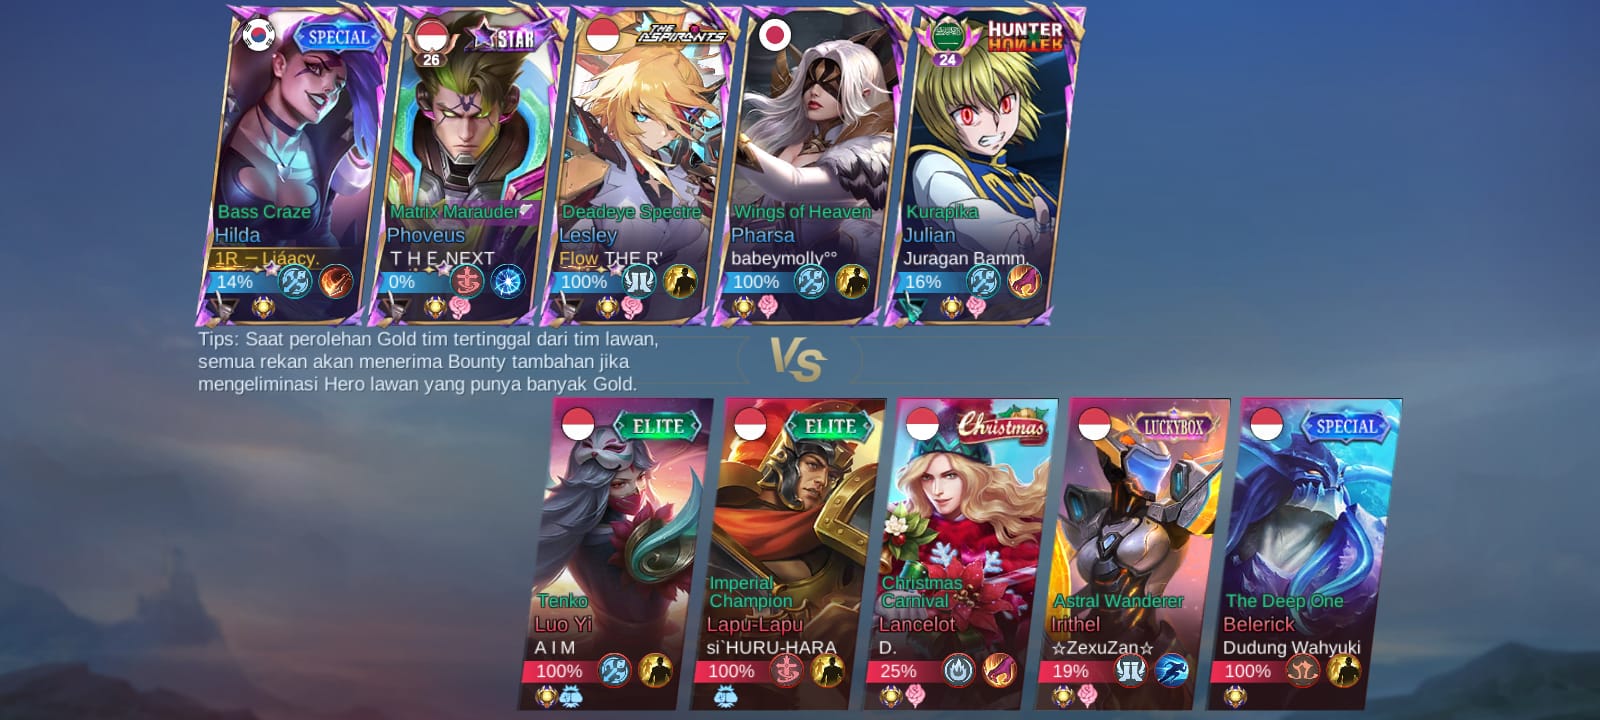 SPECIAL
Bass Craze
Hilda
1R – Liáacy.
14%
26
STAR
Matrix Marauder
Phoveus
T H E NEXT
0%
THE ASPIRANTS
Deadeye Spectre
Lesley
Flow THE R'
100%
Wings of Heaven
Pharsa
babeymolly°°
100%
24
HUNTER
HUNTER
Kurapika
Julian
Juragan Bamm.
16%
Tips: Saat perolehan Gold tim tertinggal dari tim lawan,
semua rekan akan menerima Bounty tambahan jika
mengeliminasi Hero lawan yang punya banyak Gold.
VS
ELITE
Tenko
Luo Yi
A I M
100%
ELITE
Imperial
Champion
Lapu-Lapu
si`HURU-HARA
100%
Christmas
Christmas
Carnival
Lancelot
D.
25%
LUCKYBOX
Astral Wanderer
Irithel
☆ZexuZan☆
19%
SPECIAL
The Deep One
Belerick
Dudung Wahyuki
100%